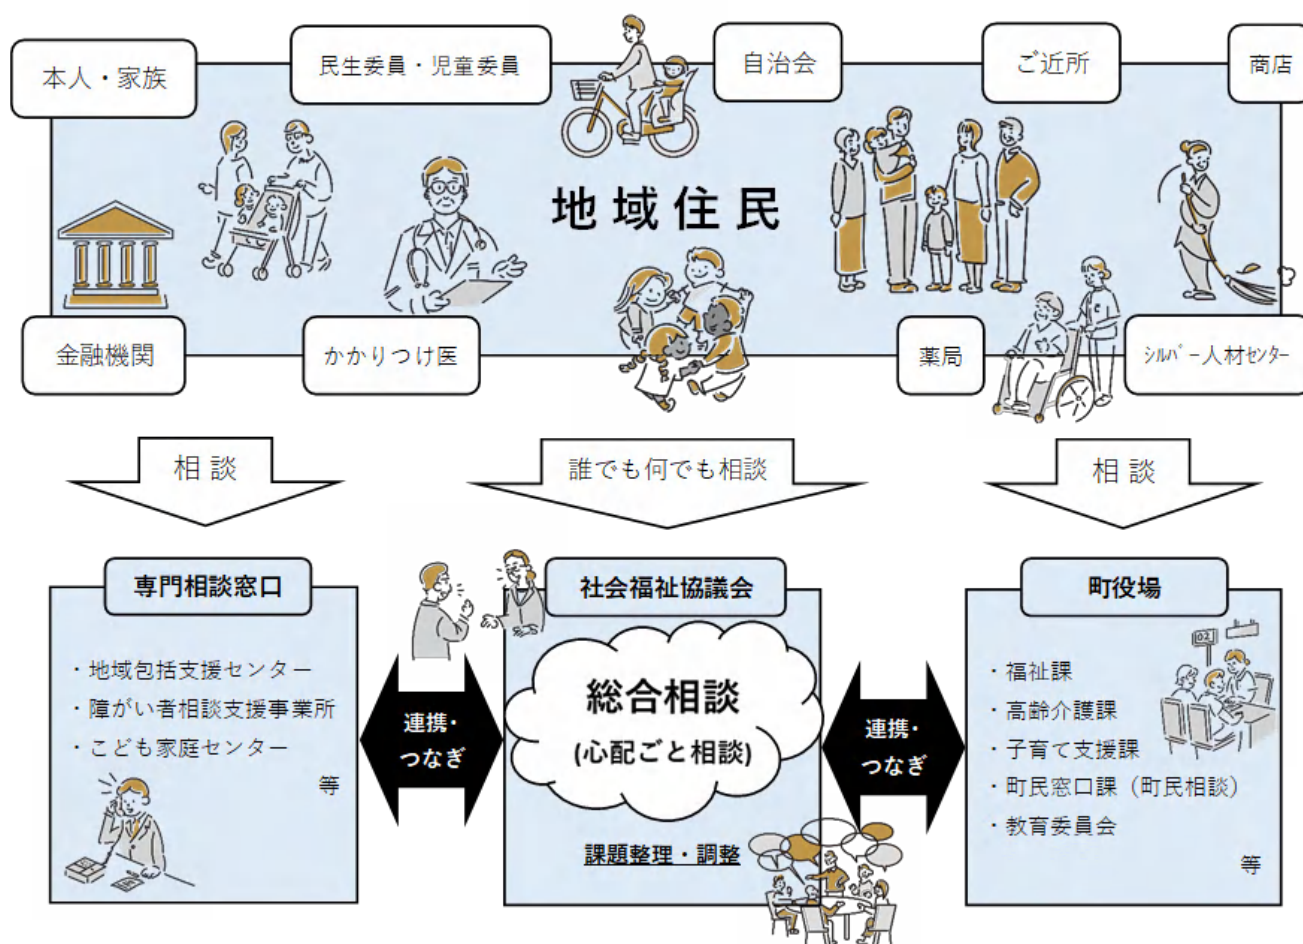 本人・家族
民生委員・児童委員
自治会
ご近所
商店
地域住民
金融機関
かかりつけ医
薬局
ｼﾙﾊﾞｰ人材ｾﾝﾀｰ
相談
誰でも何でも相談
相談
専門相談窓口
・地域包括支援センター
・障がい者相談支援事業所
・こども家庭センター
等
連携・
つなぎ
社会福祉協議会
総合相談
(心配ごと相談)
課題整理・調整
連携・
つなぎ
町役場
02
・福祉課
・高齢介護課
・子育て支援課
・町民窓口課（町民相談）
・教育委員会
等